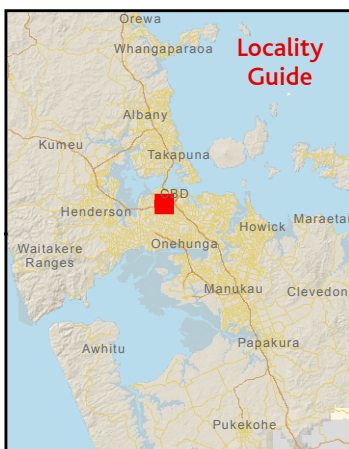 Orewa
Whangaparaoa
Locality
Guide
Albany
Kumeu
Takapuna
CBD
Henderson
Howick
Maraetai
Onehunga
Waitakere
Ranges
Manukau
Clevedon
Awhitu
Papakura
Pukekohe